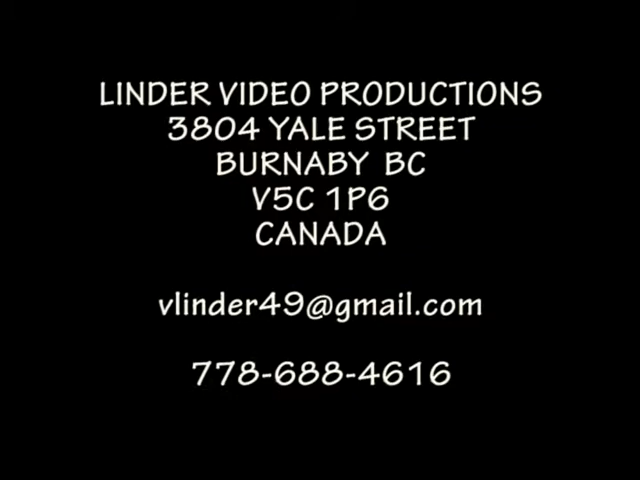 LINDER VIDEO PRODUCTIONS
3804 YALE STREET
BURNABY BC
V5C 1P6
CANADA
vlinder49@gmail.com
778-688-4616